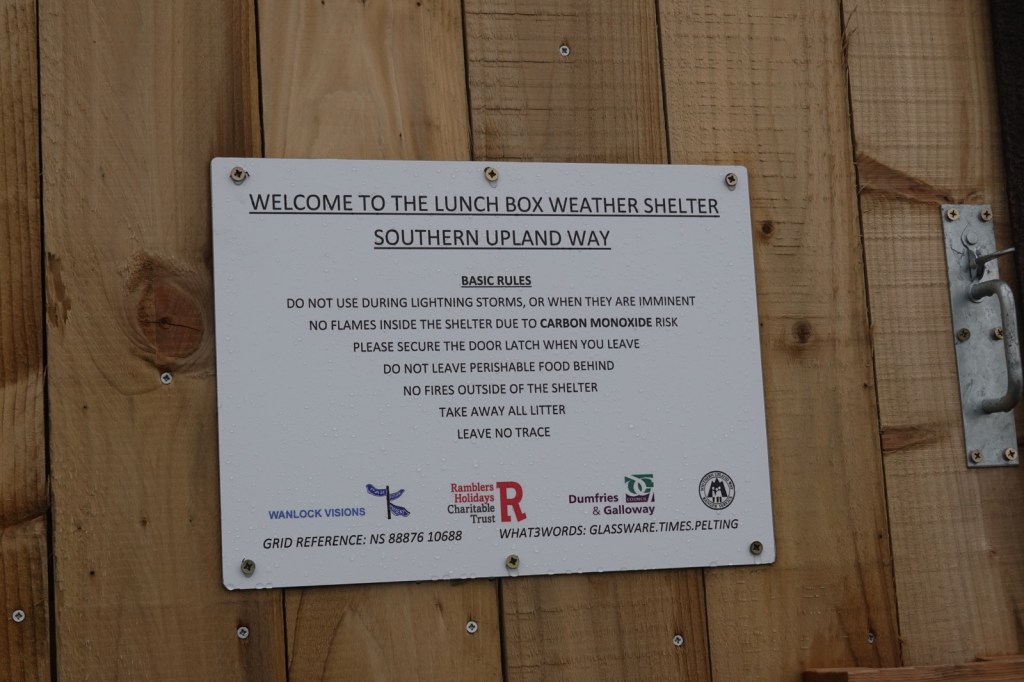 WELCOME TO THE LUNCH BOX WEATHER SHELTER
SOUTHERN UPLAND WAY
BASIC RULES
DO NOT USE DURING LIGHTNING STORMS, OR WHEN THEY ARE IMMINENT
NO FLAMES INSIDE THE SHELTER DUE TO CARBON MONOXIDE RISK
PLEASE SECURE THE DOOR LATCH WHEN YOU LEAVE
DO NOT LEAVE PERISHABLE FOOD BEHIND
NO FIRES OUTSIDE OF THE SHELTER
TAKE AWAY ALL LITTER
LEAVE NO TRACE
WANLOCK VISIONS
Ramblers
Holidays
Charitable
Trust
R
Dumfries
& Galloway
GRID REFERENCE: NS 88876 10688
WHAT3WORDS: GLASSWARE.TIMES.PELTING